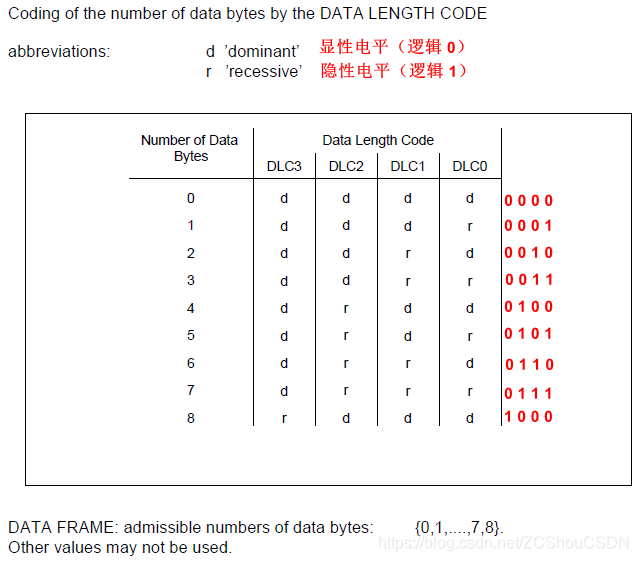 Coding of the number of data bytes by the DATA LENGTH CODE
abbreviations: d 'dominant' 显性电平（逻辑 0）
r 'recessive' 隐性电平（逻辑 1）
Number of Data Bytes Data Length Code
DLC3 DLC2 DLC1 DLC0
0 d d d d 0 0 0 0
1 d d d r 0 0 0 1
2 d d r d 0 0 1 0
3 d d r r 0 0 1 1
4 d r d d 0 1 0 0
5 d r d r 0 1 0 1
6 d r r d 0 1 1 0
7 d r r r 0 1 1 1
8 r d d d 1 0 0 0
DATA FRAME: admissible numbers of data bytes: {0,1,....,7,8}.
Other values may not be used.
https://blog.csdn.net/ZCShouCSDN